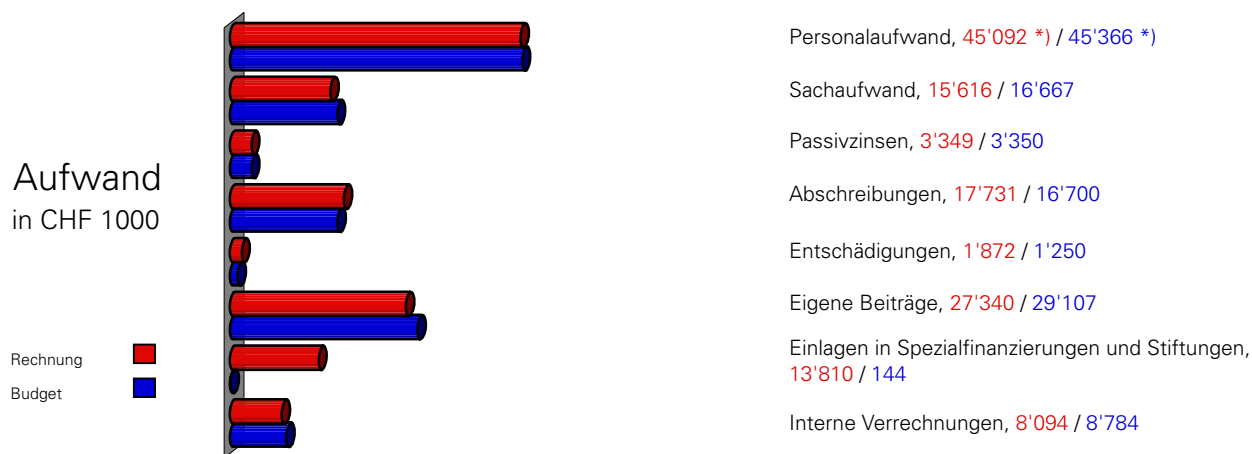 Aufwand
in CHF 1000
Rechnung
Budget
Personalaufwand, 45'092 *) / 45'366 *)
Sachaufwand, 15'616 / 16'667
Passivzinsen, 3'349 / 3'350
Abschreibungen, 17'731 / 16'700
Entschädigungen, 1'872 / 1'250
Eigene Beiträge, 27'340 / 29'107
Einlagen in Spezialfinanzierungen und Stiftungen,
13'810 / 144
Interne Verrechnungen, 8'094 / 8'784